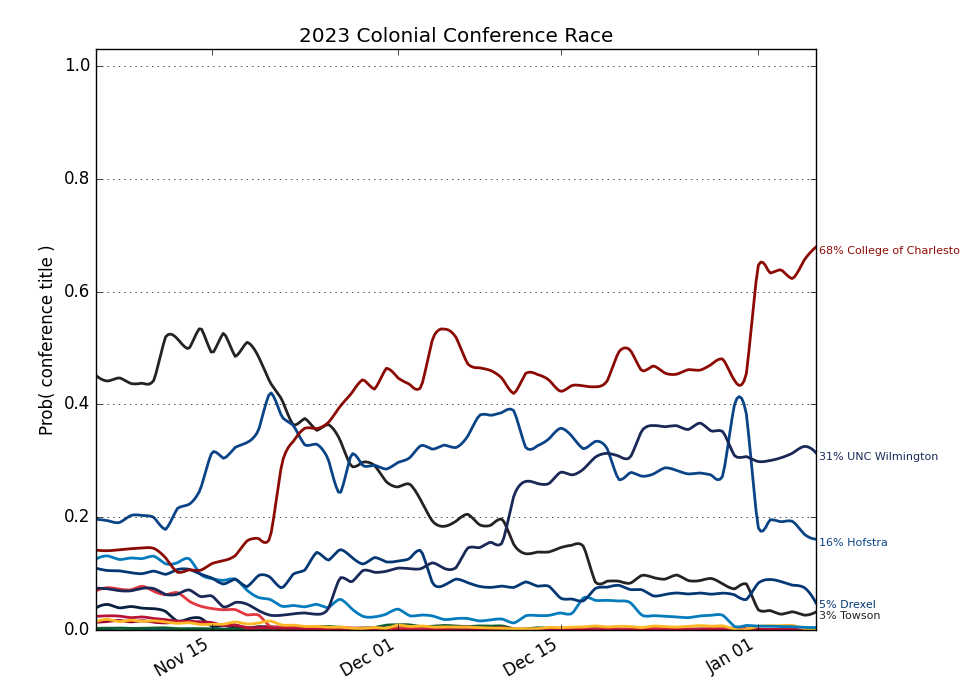 2023 Colonial Conference Race
Prob( conference title )
1.0
0.8
0.6
0.4
0.2
0.0
68% College of Charlesto
31% UNC Wilmington
16% Hofstra
5% Drexel
3% Towson
Nov 15
Dec 01
Dec 15
Jan 01